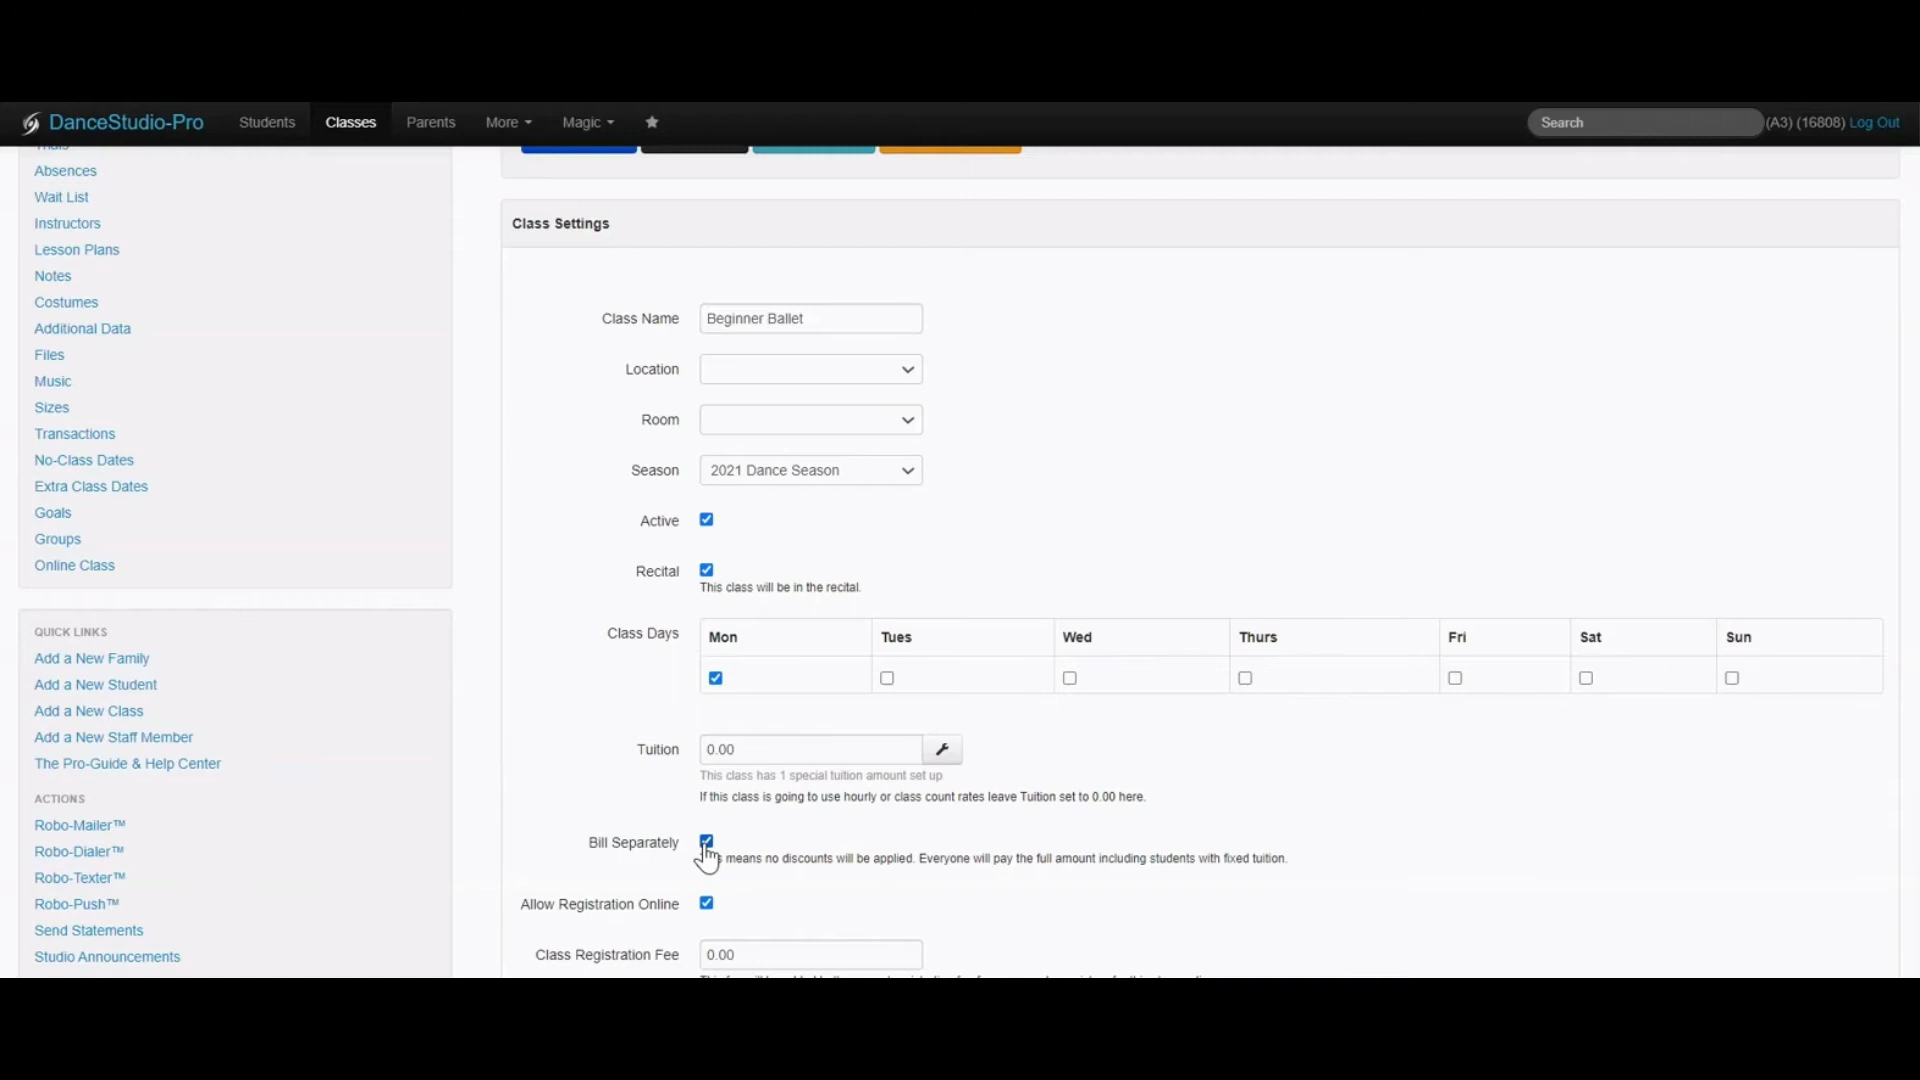 DanceStudio-Pro
Students
Classes
Parents
More
Magic
Search
(A3) (16808) Log Out
Absences
Wait List
Instructors
Lesson Plans
Notes
Costumes
Additional Data
Files
Music
Sizes
Transactions
No-Class Dates
Extra Class Dates
Goals
Groups
Online Class
QUICK LINKS
Add a New Family
Add a New Student
Add a New Class
Add a New Staff Member
The Pro-Guide & Help Center
ACTIONS
Robo-Mailer™
Robo-Dialer™
Robo-Texter™
Robo-Push™
Send Statements
Studio Announcements
Class Settings
Class Name Beginner Ballet
Location
Room
Season 2021 Dance Season
Active
Recital
This class will be in the recital.
Class Days Mon Tues Wed Thurs Fri Sat Sun
Tuition 0.00
This class has 1 special tuition amount set up
If this class is going to use hourly or class count rates leave Tuition set to 0.00 here.
Bill Separately
means no discounts will be applied. Everyone will pay the full amount including students with fixed tuition.
Allow Registration Online
Class Registration Fee 0.00